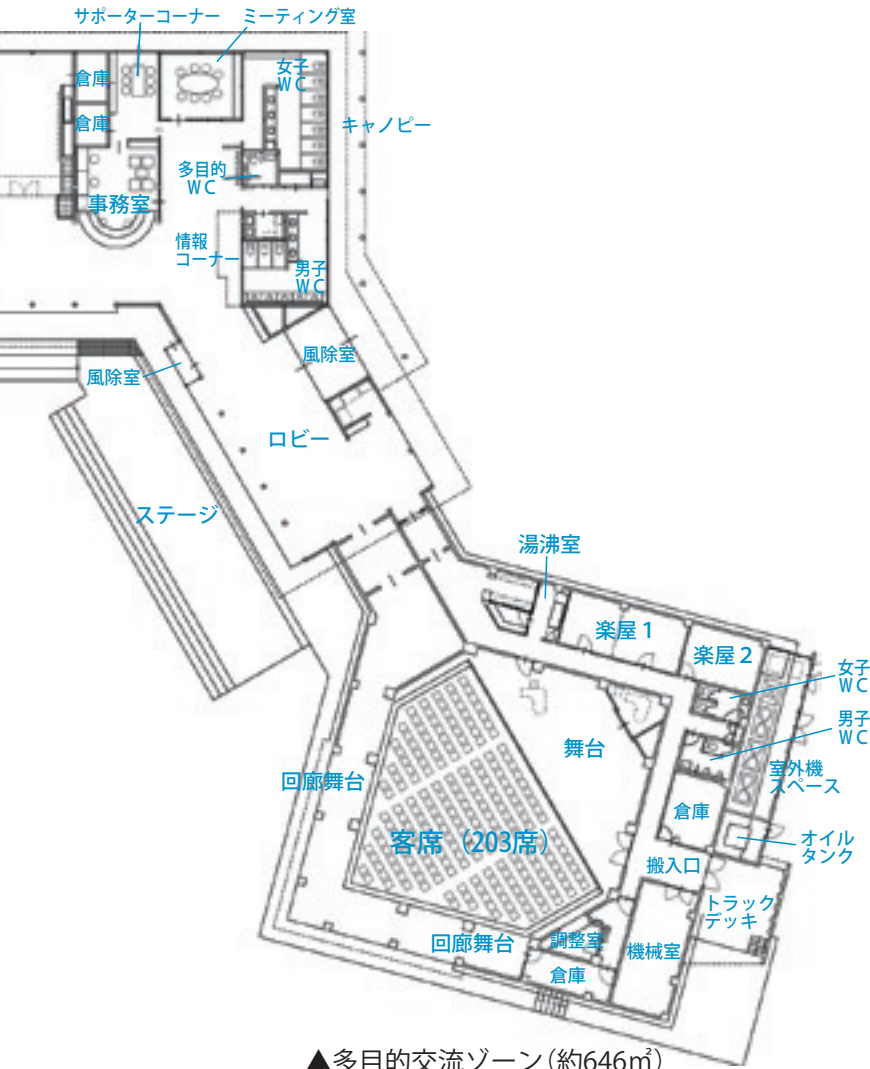 サポーターコーナー
ミーティング室
倉庫
女子
WC
倉庫
キャノピー
多目的
WC
事務室
情報
コーナー
男子
WC
風除室
風除室
ロビー
ステージ
湯沸室
楽屋1
楽屋2
女子
WC
男子
WC
舞台
室外機
スペース
回廊舞台
倉庫
客席（203席）
オイル
タンク
搬入口
トラック
デッキ
回廊舞台
調整室
機械室
倉庫
▲多目的交流ゾーン（約646㎡）